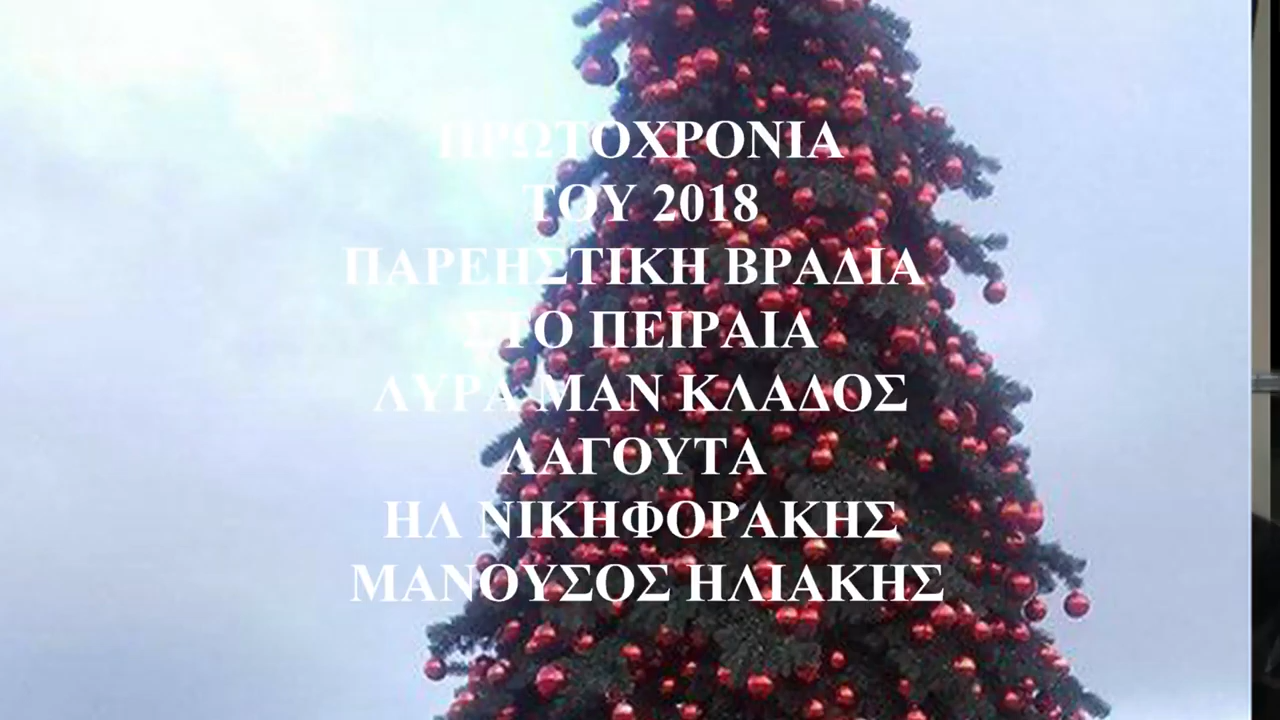 ΠΡΩΤΟΧΡΟΝΙΑ
ΤΟΥ 2018
ΠΑΡΕΗΣΤΙΚΗ ΒΡΑΔΙΑ
ΣΤΟ ΠΕΙΡΑΙΑ
ΛΥΡΑ ΜΑΝ ΚΛΑΔΟΣ
ΛΑΓΟΥΤΑ
ΗΛ ΝΙΚΗΦΟΡΑΚΗΣ
ΜΑΝΟΥΣΟΣ ΗΛΙΑΚΗΣ